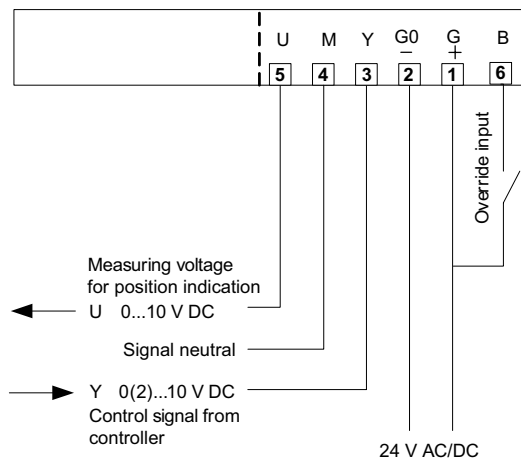 U M Y G0 G B
− +
5 4 3 2 1 6
Override input
Measuring voltage
for position indication
U 0...10 V DC
Signal neutral
Y 0(2)...10 V DC
Control signal from
controller
24 V AC/DC